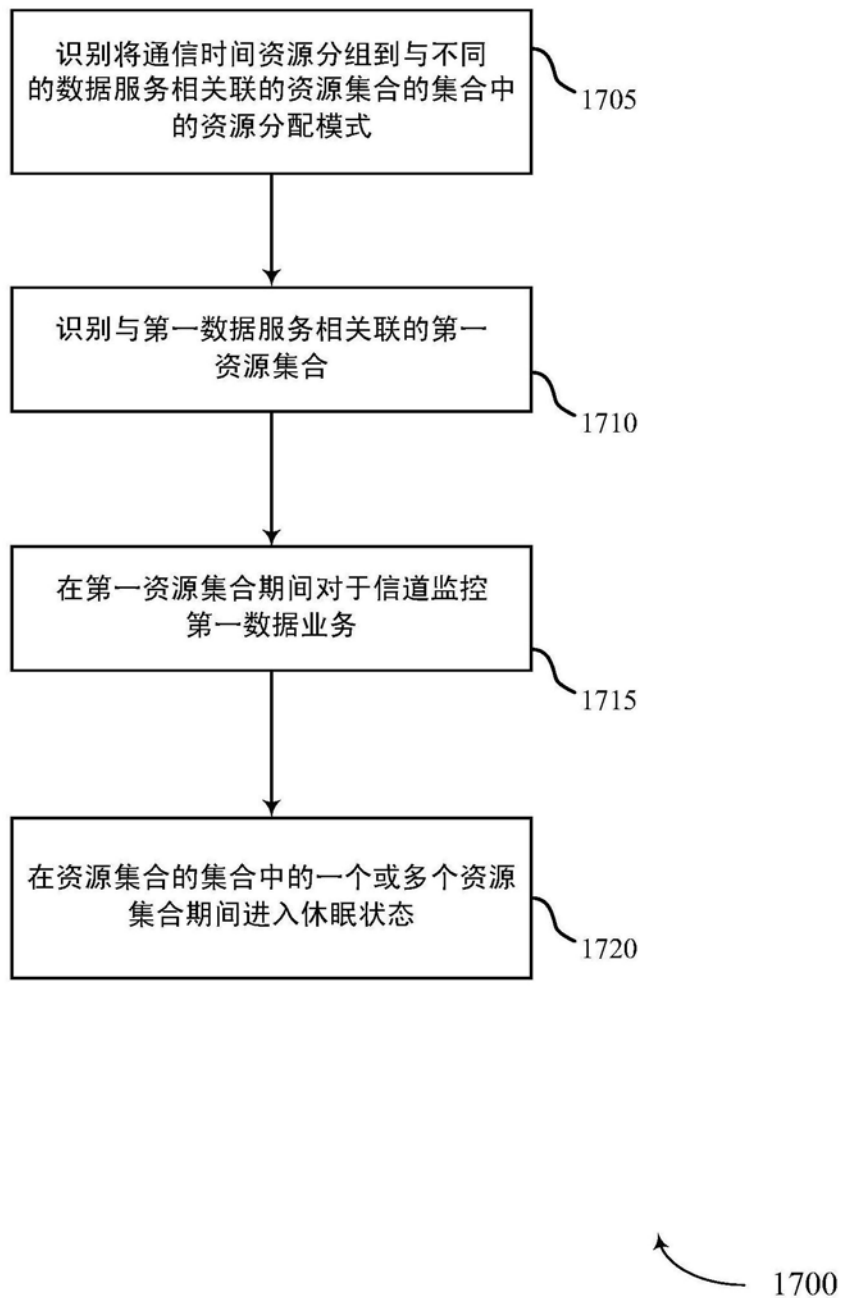 识别将通信时间资源分组到与不同
的数据服务相关联的资源集合的集合中
的资源分配模式
1705
识别与第一数据服务相关联的第一
资源集合
1710
在第一资源集合期间对于信道监控
第一数据业务
1715
在资源集合的集合中的一个或多个资源
集合期间进入休眠状态
1720
1700